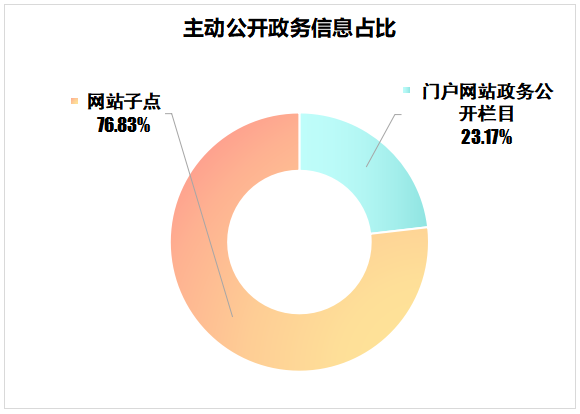 主动公开政务信息占比
网站子点
76.83%
门户网站政务公
开栏目
23.17%